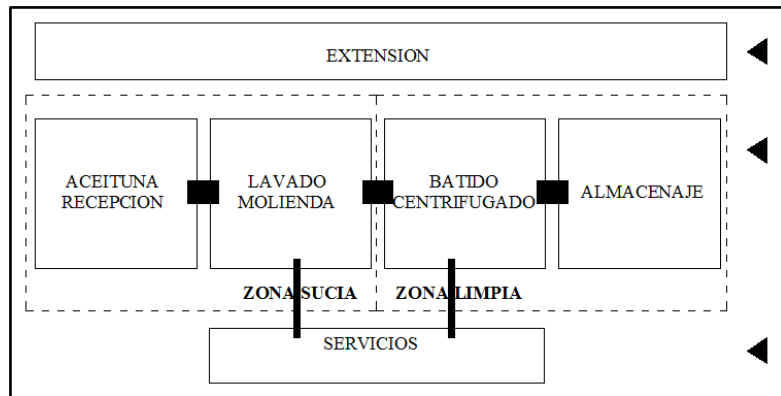 EXTENSION
ACEITUNA
RECEPCION
LAVADO
MOLIENDA
BATIDO
CENTRIFUGADO
ALMACENAJE
ZONA SUCIA
ZONA LIMPIA
SERVICIOS